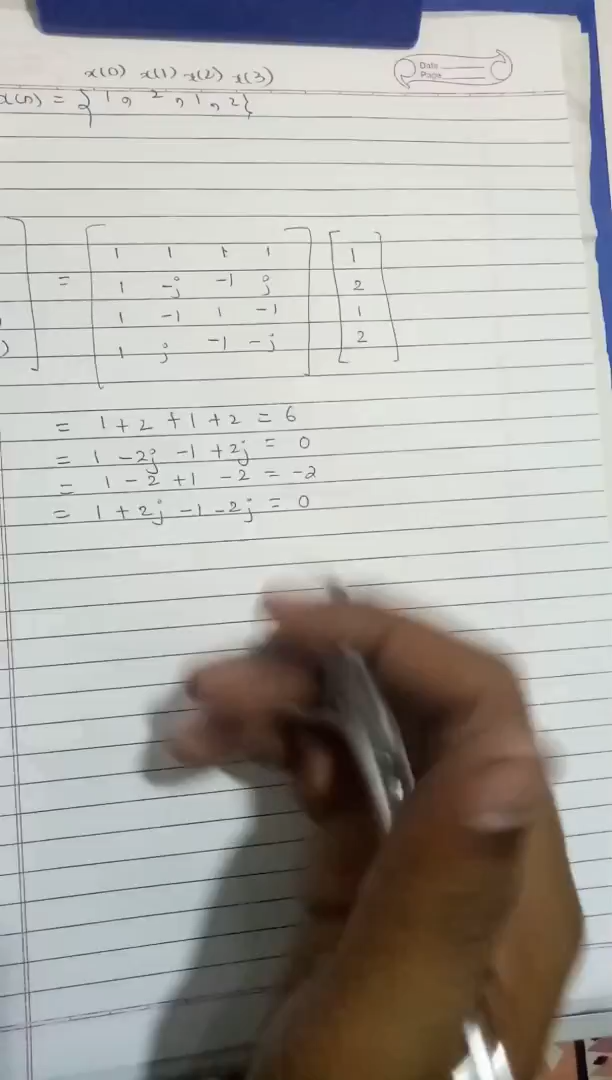 x(0) x(1) x(2) x(3)
Date
Page
x(n) = { 1, 2, 1, 2}
1 1 1 1 1
= 1 -j -1 j 2
1 -1 1 -1 1
) 1 j -1 -j 2
= 1 + 2 + 1 + 2 = 6
= 1 - 2j - 1 + 2j = 0
= 1 - 2 + 1 - 2 = -2
= 1 + 2j - 1 - 2j = 0